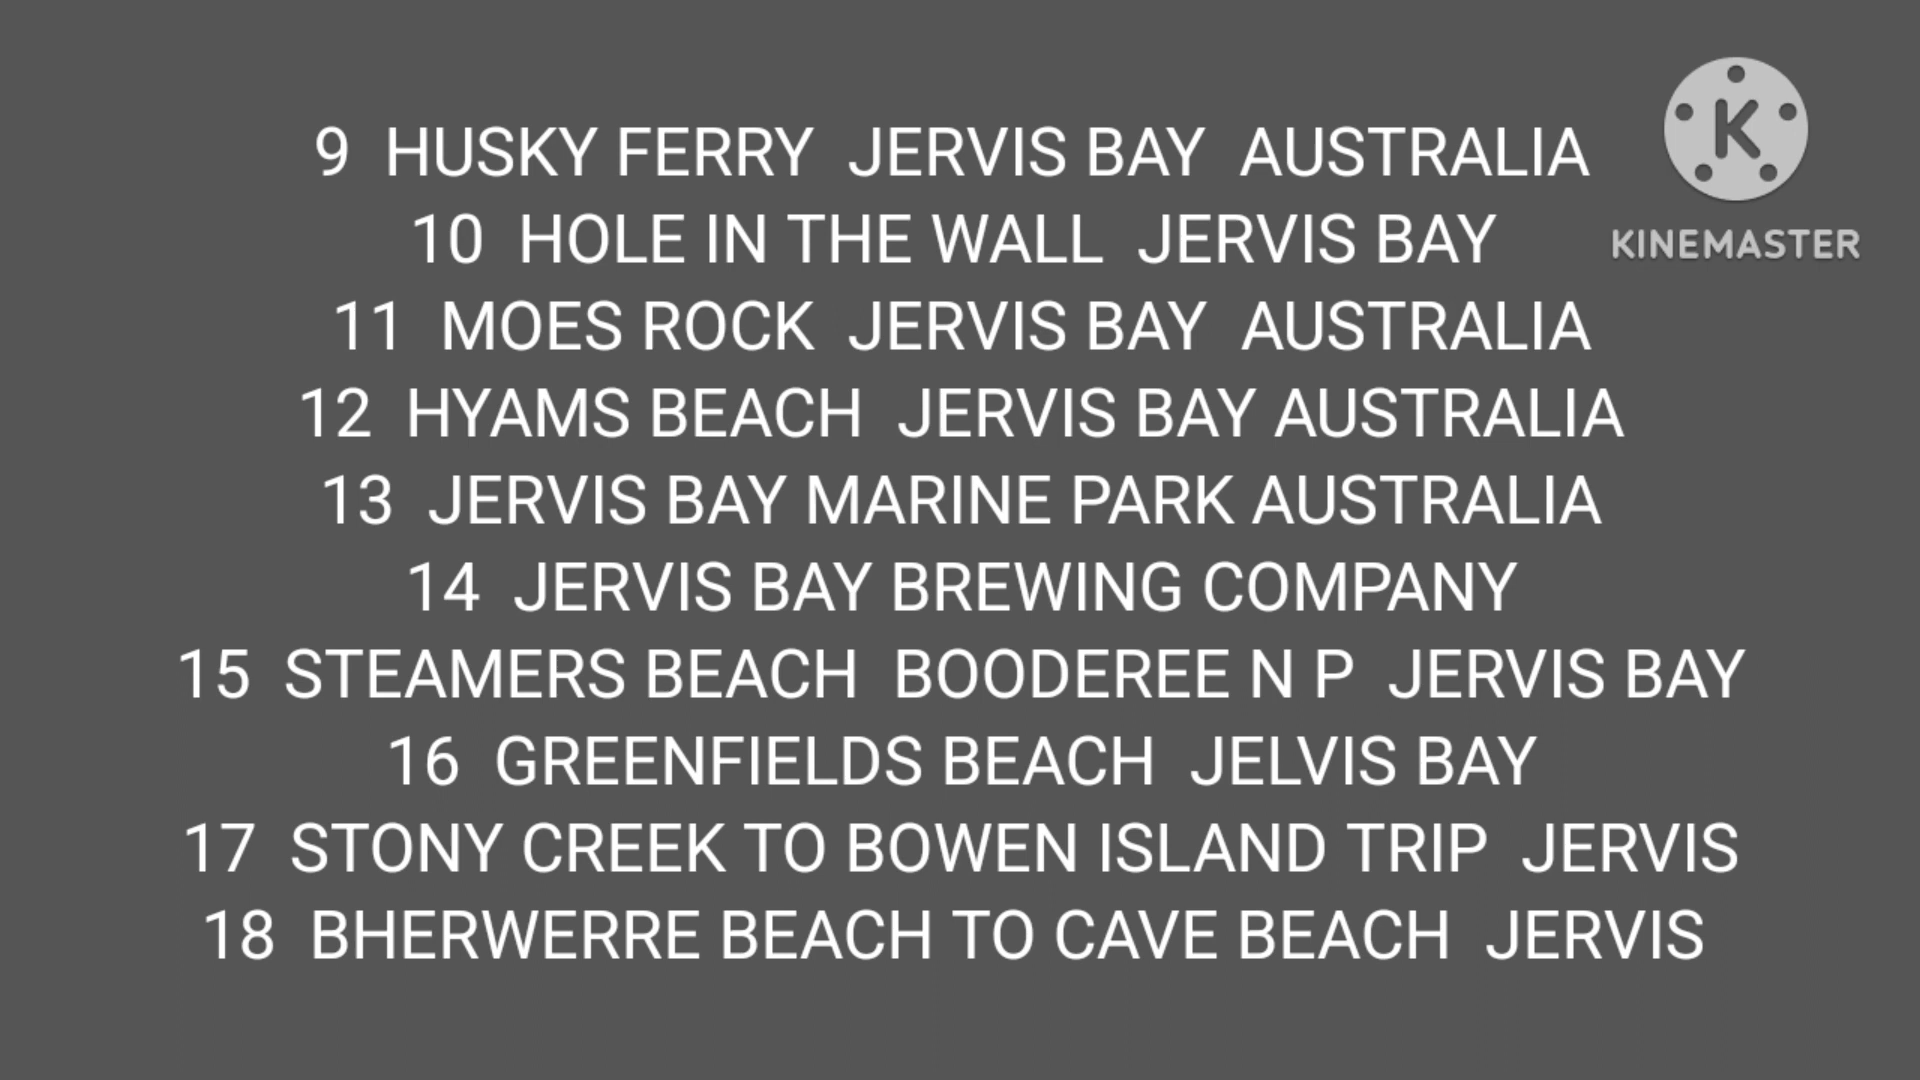 9  HUSKY FERRY  JERVIS BAY  AUSTRALIA
10  HOLE IN THE WALL  JERVIS BAY
11  MOES ROCK  JERVIS BAY  AUSTRALIA
12  HYAMS BEACH  JERVIS BAY AUSTRALIA
13  JERVIS BAY MARINE PARK AUSTRALIA
14  JERVIS BAY BREWING COMPANY
15  STEAMERS BEACH  BOODEREE N P  JERVIS BAY
16  GREENFIELDS BEACH  JELVIS BAY
17  STONY CREEK TO BOWEN ISLAND TRIP  JERVIS
18  BHERWERRE BEACH TO CAVE BEACH  JERVIS
K
KINEMASTER